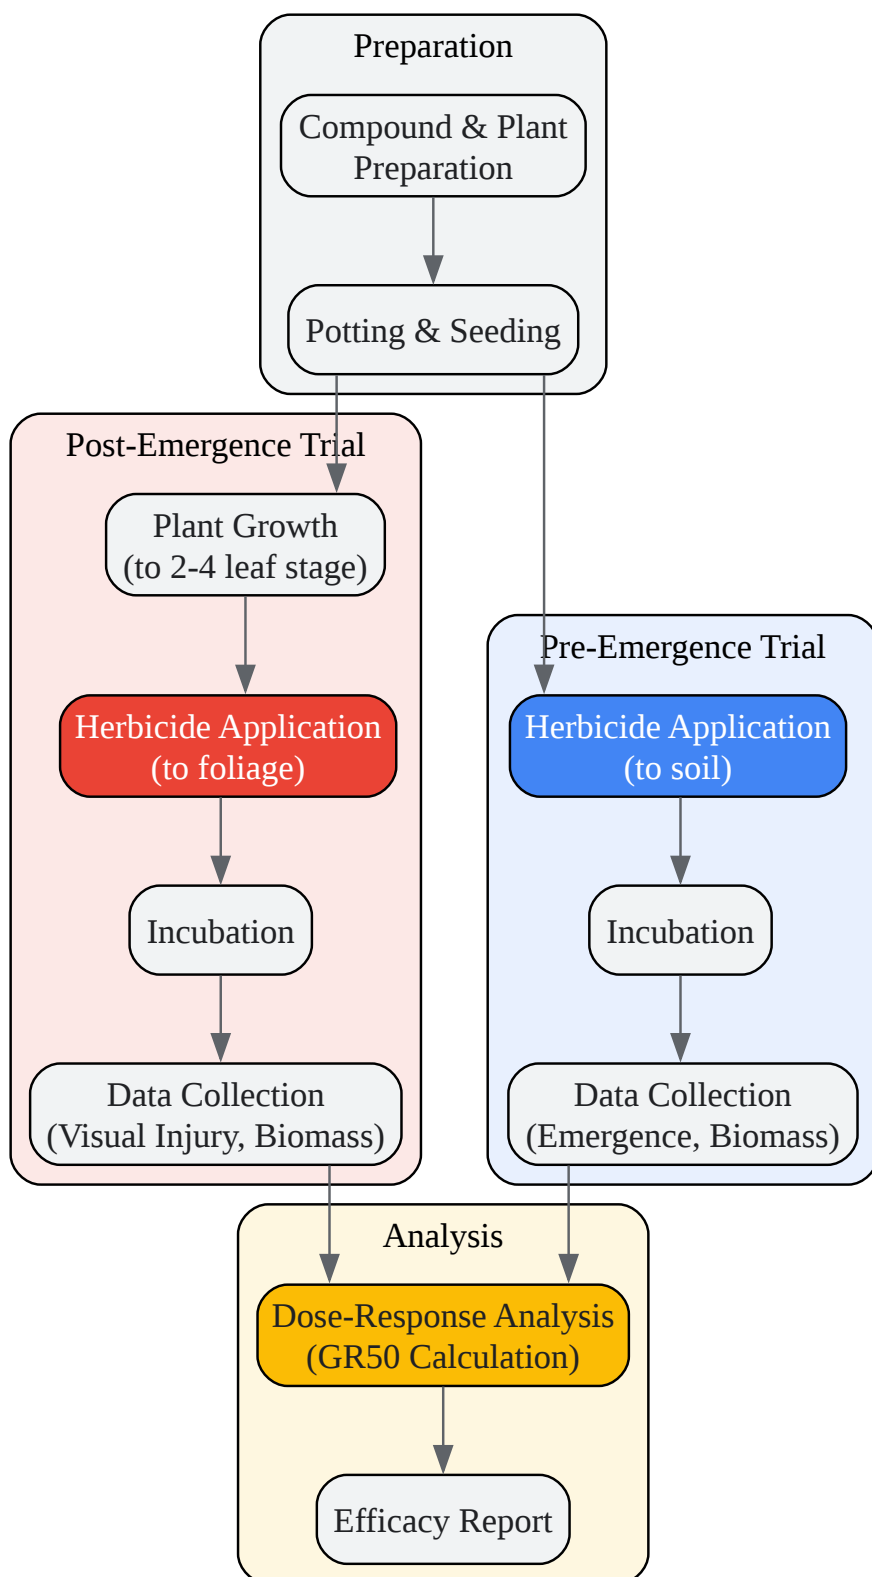 Preparation
Compound & Plant
Preparation
Potting & Seeding
Post-Emergence Trial
Plant Growth
(to 2-4 leaf stage)
Herbicide Application
(to foliage)
Incubation
Data Collection
(Visual Injury, Biomass)
Pre-Emergence Trial
Herbicide Application
(to soil)
Incubation
Data Collection
(Emergence, Biomass)
Analysis
Dose-Response Analysis
(GR50 Calculation)
Efficacy Report